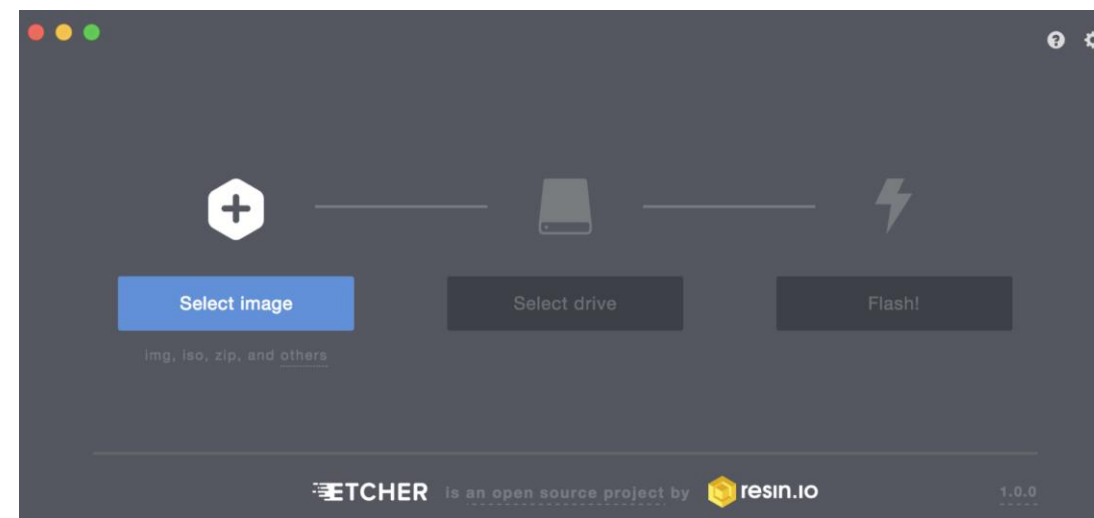 Select image
Select drive
Flash!
img, iso, zip, and others
ETCHER is an open source project by resin.io
1.0.0